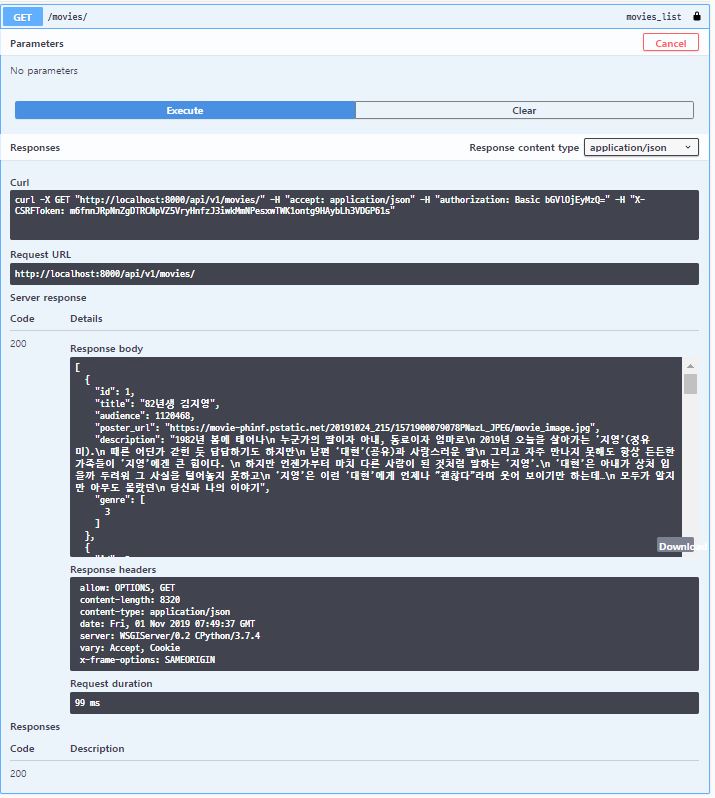 GET /movies/ movies_list
Parameters Cancel
No parameters
Execute Clear
Responses Response content type application/json
Curl
curl -X GET "http://localhost:8000/api/v1/movies/" -H "accept: application/json" -H "authorization: Basic bGVlOjEyMzQ=" -H "X-
CSRFToken: m6fnnJRpNnZgDTRCNpVZ5VryHnfzJ3iwkMmNPesxwTWK1ontg9HAybLh3VDGP61s"
Request URL
http://localhost:8000/api/v1/movies/
Server response
Code Details
200
Response body
[
{
"id": 1,
"title": "82년생 김지영",
"audience": 1120468,
"poster_url": "https://movie-phinf.pstatic.net/20191024_215/1571900079078PNazL_JPEG/movie_image.jpg",
"description": "1982년 봄에 태어나\n 누군가의 딸이자 아내, 동료이자 엄마로\n 2019년 오늘을 살아가는 '지영'(정유
미).\n 때론 어딘가 갇힌 듯 답답하기도 하지만\n 남편 '대현'(공유)과 사랑스러운 딸\n 그리고 자주 만나지 못해도 항상 든든한
가족들이 '지영'에겐 큰 힘이다. \n 하지만 언젠가부터 마치 다른 사람이 된 것처럼 말하는 '지영'.\n '대현'은 아내가 상처 입
을까 두려워 그 사실을 털어놓지 못하고\n '지영'은 이런 '대현'에게 언제나 “괜찮다”라며 웃어 보이기만 하는데…\n 모두가 알지
만 아무도 몰랐던\n 당신과 나의 이야기",
"genre": [
3
]
},
{
Download
Response headers
allow: OPTIONS, GET
content-length: 8320
content-type: application/json
date: Fri, 01 Nov 2019 07:49:37 GMT
server: WSGIServer/0.2 CPython/3.7.4
vary: Accept, Cookie
x-frame-options: SAMEORIGIN
Request duration
99 ms
Responses
Code Description
200